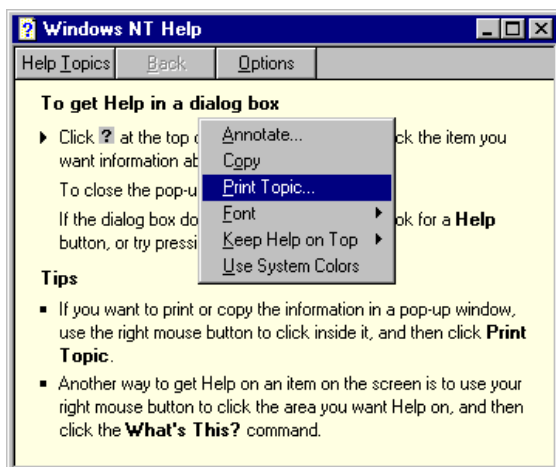 Windows NT Help
Help Topics Back Options
To get Help in a dialog box
Click ? at the top ck the item you
want information ab
To close the pop-u
If the dialog box do ok for a Help
button, or try pressi
Annotate...
Copy
Print Topic...
Font
Keep Help on Top
Use System Colors
Tips
If you want to print or copy the information in a pop-up window,
use the right mouse button to click inside it, and then click Print
Topic.
Another way to get Help on an item on the screen is to use your
right mouse button to click the area you want Help on, and then
click the What's This? command.